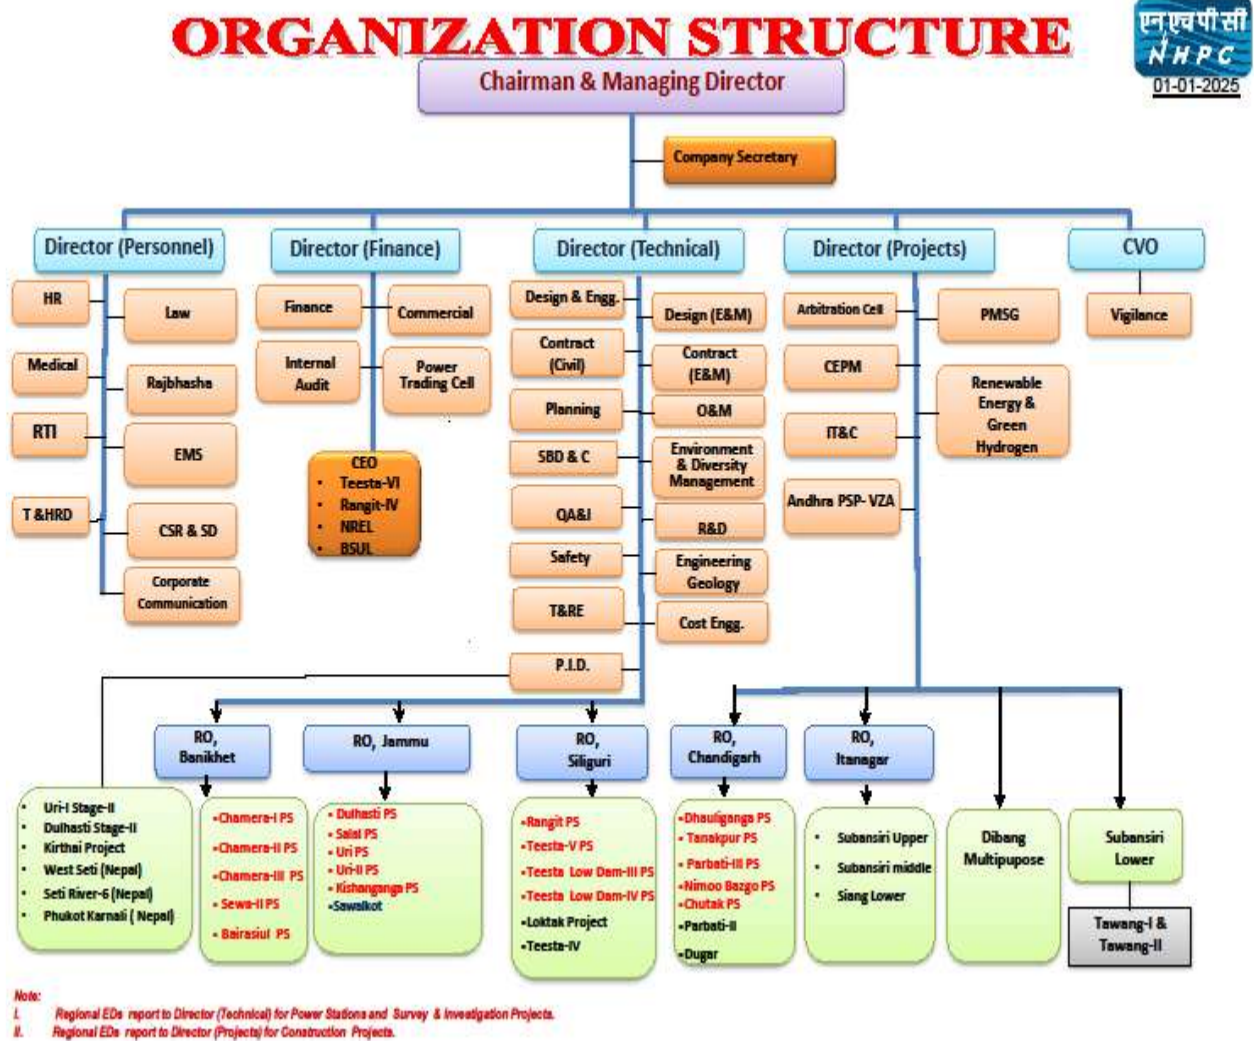 ORGANIZATION STRUCTURE
एनएचपीसी
NHPC
01-01-2025
Chairman & Managing Director
Company Secretary
Director (Personnel)
Director (Finance)
Director (Technical)
Director (Projects)
CVO
HR
Law
Medical
Rajbhasha
RTI
EMS
T &HRD
CSR & SD
Corporate
Communication
Finance
Commercial
Internal
Audit
Power
Trading Cell
CEO
• Teesta-VI
• Rangit-IV
• NREL
• BSUL
Design & Engg.
Design (E&M)
Contract
(Civil)
Contract
(E&M)
Planning
O&M
SBD & C
Environment
& Diversity
Management
QA&I
R&D
Safety
Engineering
Geology
T&RE
Cost Engg.
P.I.D.
Arbitration Cell
PMSG
CEPM
Renewable
Energy &
Green
Hydrogen
IT&C
Andhra PSP- VZA
Vigilance
RO,
Banikhet
RO, Jammu
RO,
Siliguri
RO,
Chandigarh
RO,
Itanagar
• Uri-I Stage-II
• Dulhasti Stage-II
• Kirthai Project
• West Seti (Nepal)
• Seti River-6 (Nepal)
• Phukot Karnali ( Nepal)
•Chamera-I PS
•Chamera-II PS
•Chamera-III PS
• Sewa-II PS
• Bairasiul PS
• Dulhasti PS
• Salal PS
• Uri PS
• Uri-II PS
•Kishanganga PS
•Sawalkot
•Rangit PS
•Teesta-V PS
•Teesta Low Dam-III PS
•Teesta Low Dam-IV PS
•Loktak Project
•Teesta-IV
•Dhauliganga PS
• Tanakpur PS
• Parbati-III PS
•Nimoo Bazgo PS
•Chutak PS
•Parbati-II
•Dugar
• Subansiri Upper
• Subansiri middle
• Siang Lower
Dibang
Multipupose
Subansiri
Lower
Tawang-I &
Tawang-II
Note:
I. Regional EDs report to Director (Technical) for Power Stations and Survey & Investigation Projects.
II. Regional EDs report to Director (Projects) for Construction Projects.